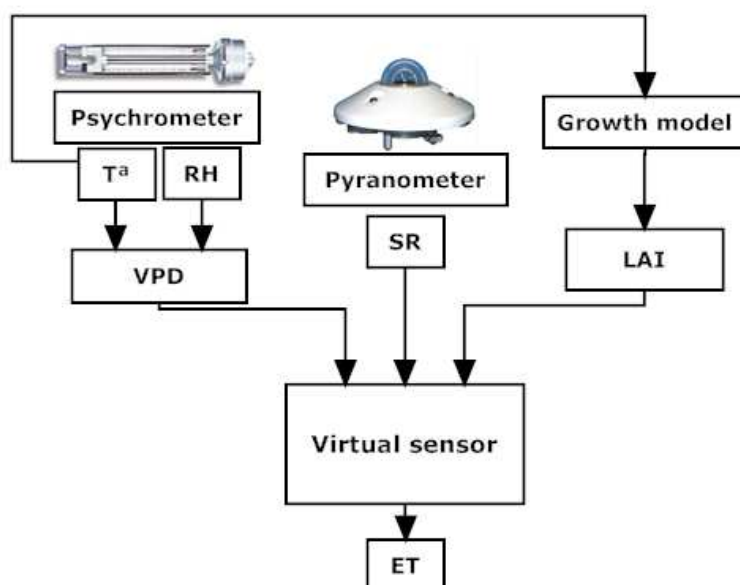 Psychrometer
Tª RH
Pyranometer
Growth model
VPD
SR
LAI
Virtual sensor
ET